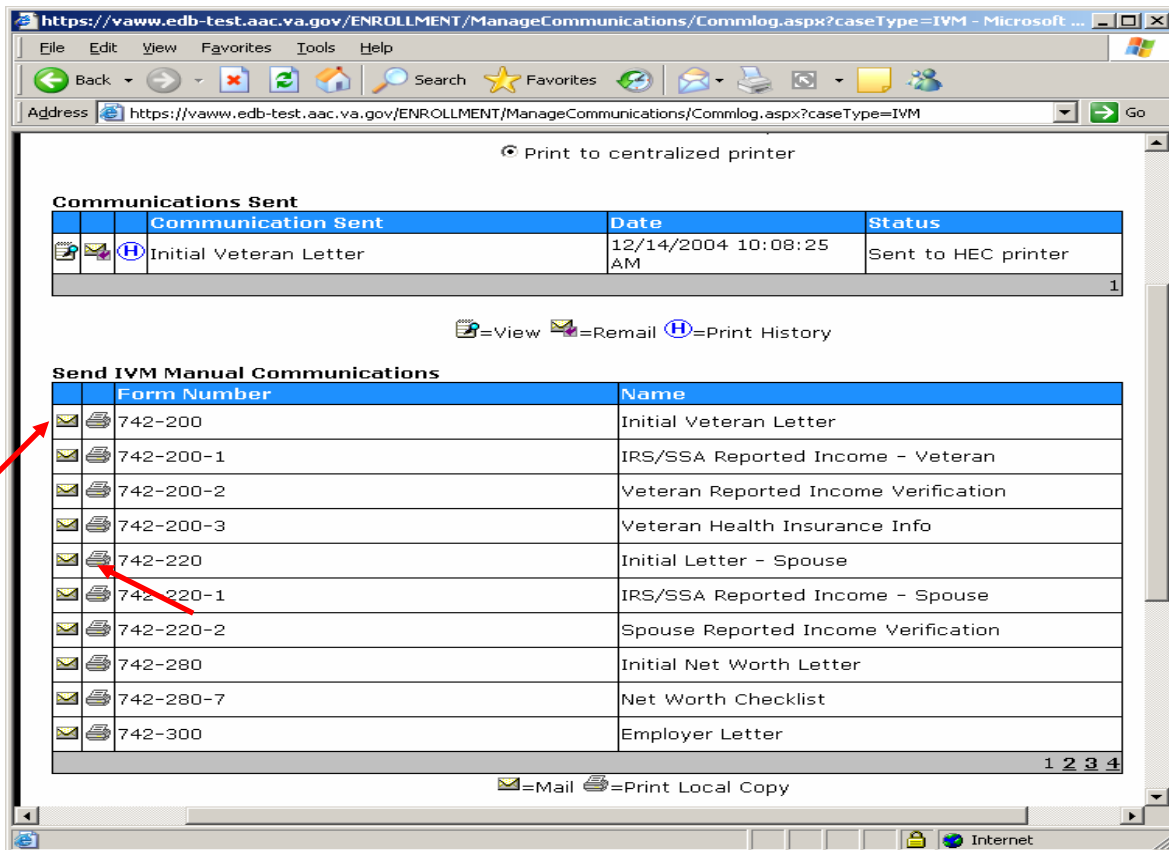 https://vaww.edb-test.aac.va.gov/ENROLLMENT/ManageCommunications/Commlog.aspx?caseType=IVM - Microsoft ...
File Edit View Favorites Tools Help
Back Search Favorites
Address https://vaww.edb-test.aac.va.gov/ENROLLMENT/ManageCommunications/Commlog.aspx?caseType=IVM Go
Print to centralized printer
Communications Sent
Communication Sent Date Status
H Initial Veteran Letter 12/14/2004 10:08:25 AM Sent to HEC printer
1
=View =Remail H=Print History
Send IVM Manual Communications
Form Number Name
742-200 Initial Veteran Letter
742-200-1 IRS/SSA Reported Income - Veteran
742-200-2 Veteran Reported Income Verification
742-200-3 Veteran Health Insurance Info
742-220 Initial Letter - Spouse
742-220-1 IRS/SSA Reported Income - Spouse
742-220-2 Spouse Reported Income Verification
742-280 Initial Net Worth Letter
742-280-7 Net Worth Checklist
742-300 Employer Letter
1 2 3 4
=Mail =Print Local Copy
Internet